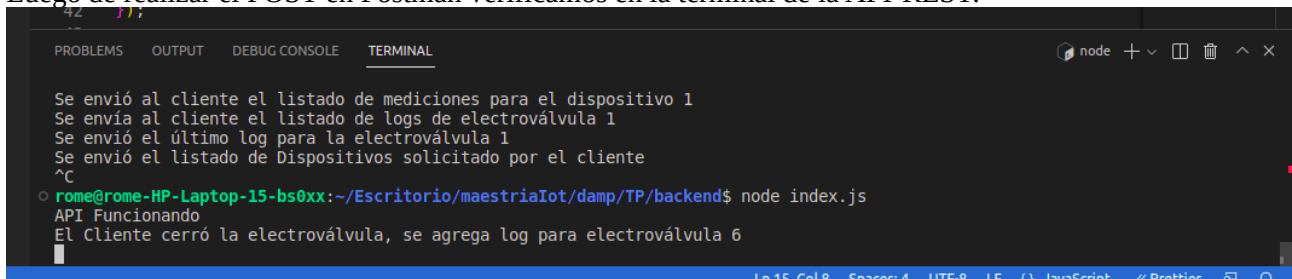 Luego de realizar el POST en Postman verificamos en la terminal de la API REST:
42 });
PROBLEMS OUTPUT DEBUG CONSOLE TERMINAL node
Se envió al cliente el listado de mediciones para el dispositivo 1
Se envía al cliente el listado de logs de electroválvula 1
Se envió el último log para la electroválvula 1
Se envió el listado de Dispositivos solicitado por el cliente
^C
rome@rome-HP-Laptop-15-bs0xx:~/Escritorio/maestriaIot/damp/TP/backend$ node index.js
API Funcionando
El Cliente cerró la electroválvula, se agrega log para electroválvula 6
Ln 15, Col 8 Spaces: 4 UTF-8 LF {} JavaScript Prettier